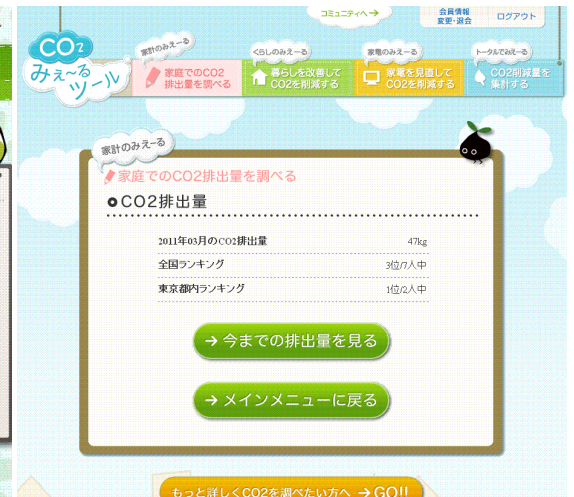 コミュニティへ→
会員情報
変更・退会
ログアウト
CO2
みえ~る
ツール
家計のみえ~る
家庭でのCO2
排出量を調べる
くらしのみえ~る
暮らしを改善して
CO2を削減する
家電のみえ~る
家電を見直して
CO2を削減する
トータルでみえ~る
CO2削減量を
集計する
家計のみえ~る
家庭でのCO2排出量を調べる
CO2排出量
2011年03月のCO2排出量 47kg
全国ランキング 3位/7人中
東京都内ランキング 1位/2人中
→ 今までの排出量を見る
→ メインメニューに戻る
もっと詳しくCO2を調べたい方へ → GO!!